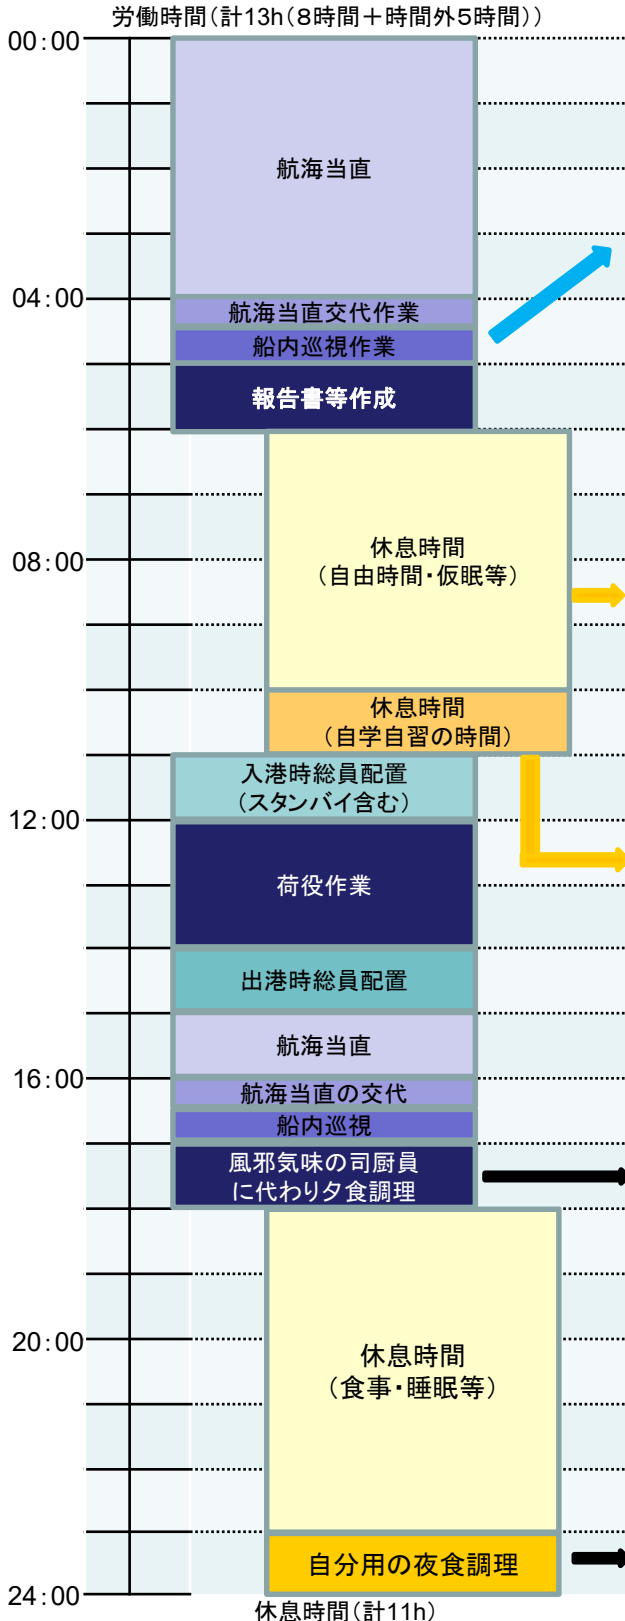 労働時間（計13h（８時間＋時間外５時間））
00：00
航海当直
04：00
航海当直交代作業
船内巡視作業
報告書等作成
休息時間
08：00
（自由時間・仮眠等）
休息時間
（自学自習の時間）
入港時総員配置
（スタンバイ含む）
12：00
荷役作業
出港時総員配置
航海当直
16：00
航海当直の交代
船内巡視
風邪気味の司厨員
に代わり夕食調理
20：00
休息時間
（食事・睡眠等）
自分用の夜食調理
24：00
休息時間（計11h）